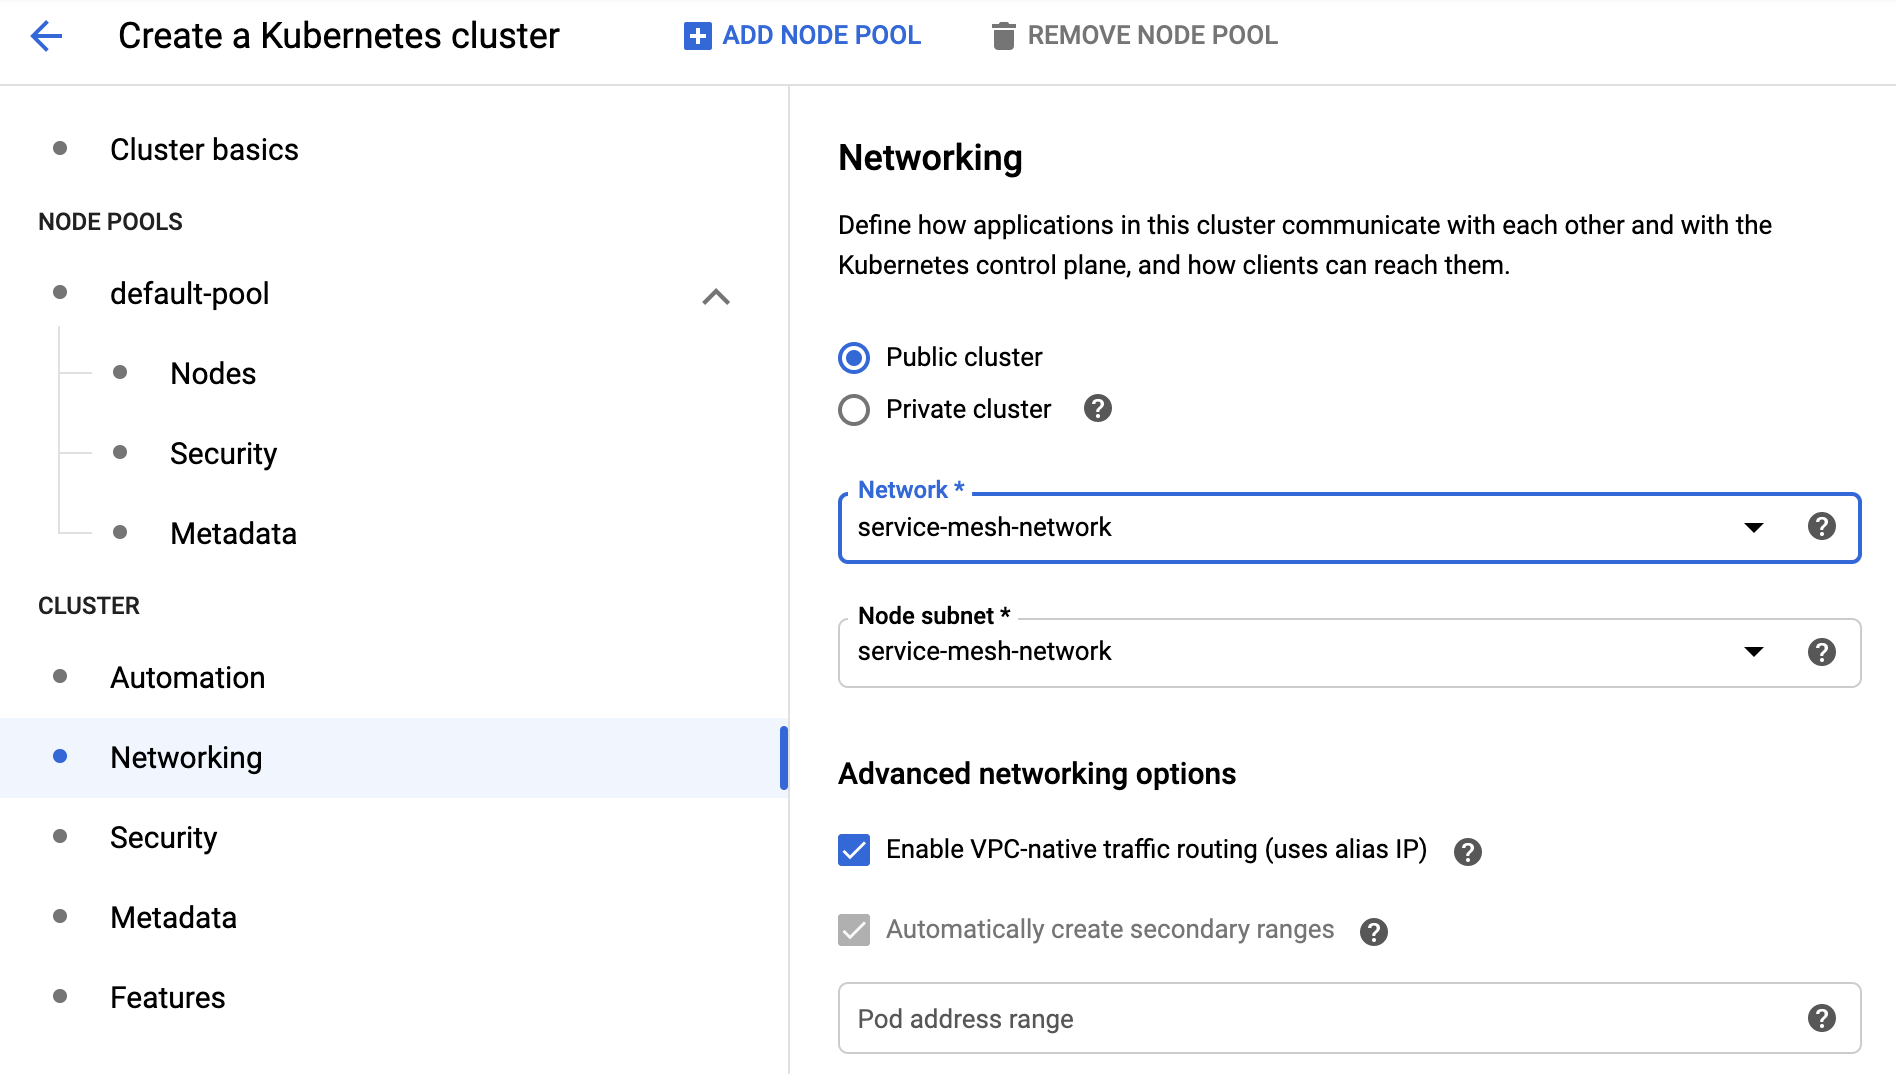 Create a Kubernetes cluster
ADD NODE POOL
REMOVE NODE POOL
Cluster basics
NODE POOLS
default-pool
Nodes
Security
Metadata
CLUSTER
Automation
Networking
Security
Metadata
Features
Networking
Define how applications in this cluster communicate with each other and with the
Kubernetes control plane, and how clients can reach them.
Public cluster
Private cluster
Network *
service-mesh-network
Node subnet *
service-mesh-network
Advanced networking options
Enable VPC-native traffic routing (uses alias IP)
Automatically create secondary ranges
Pod address range